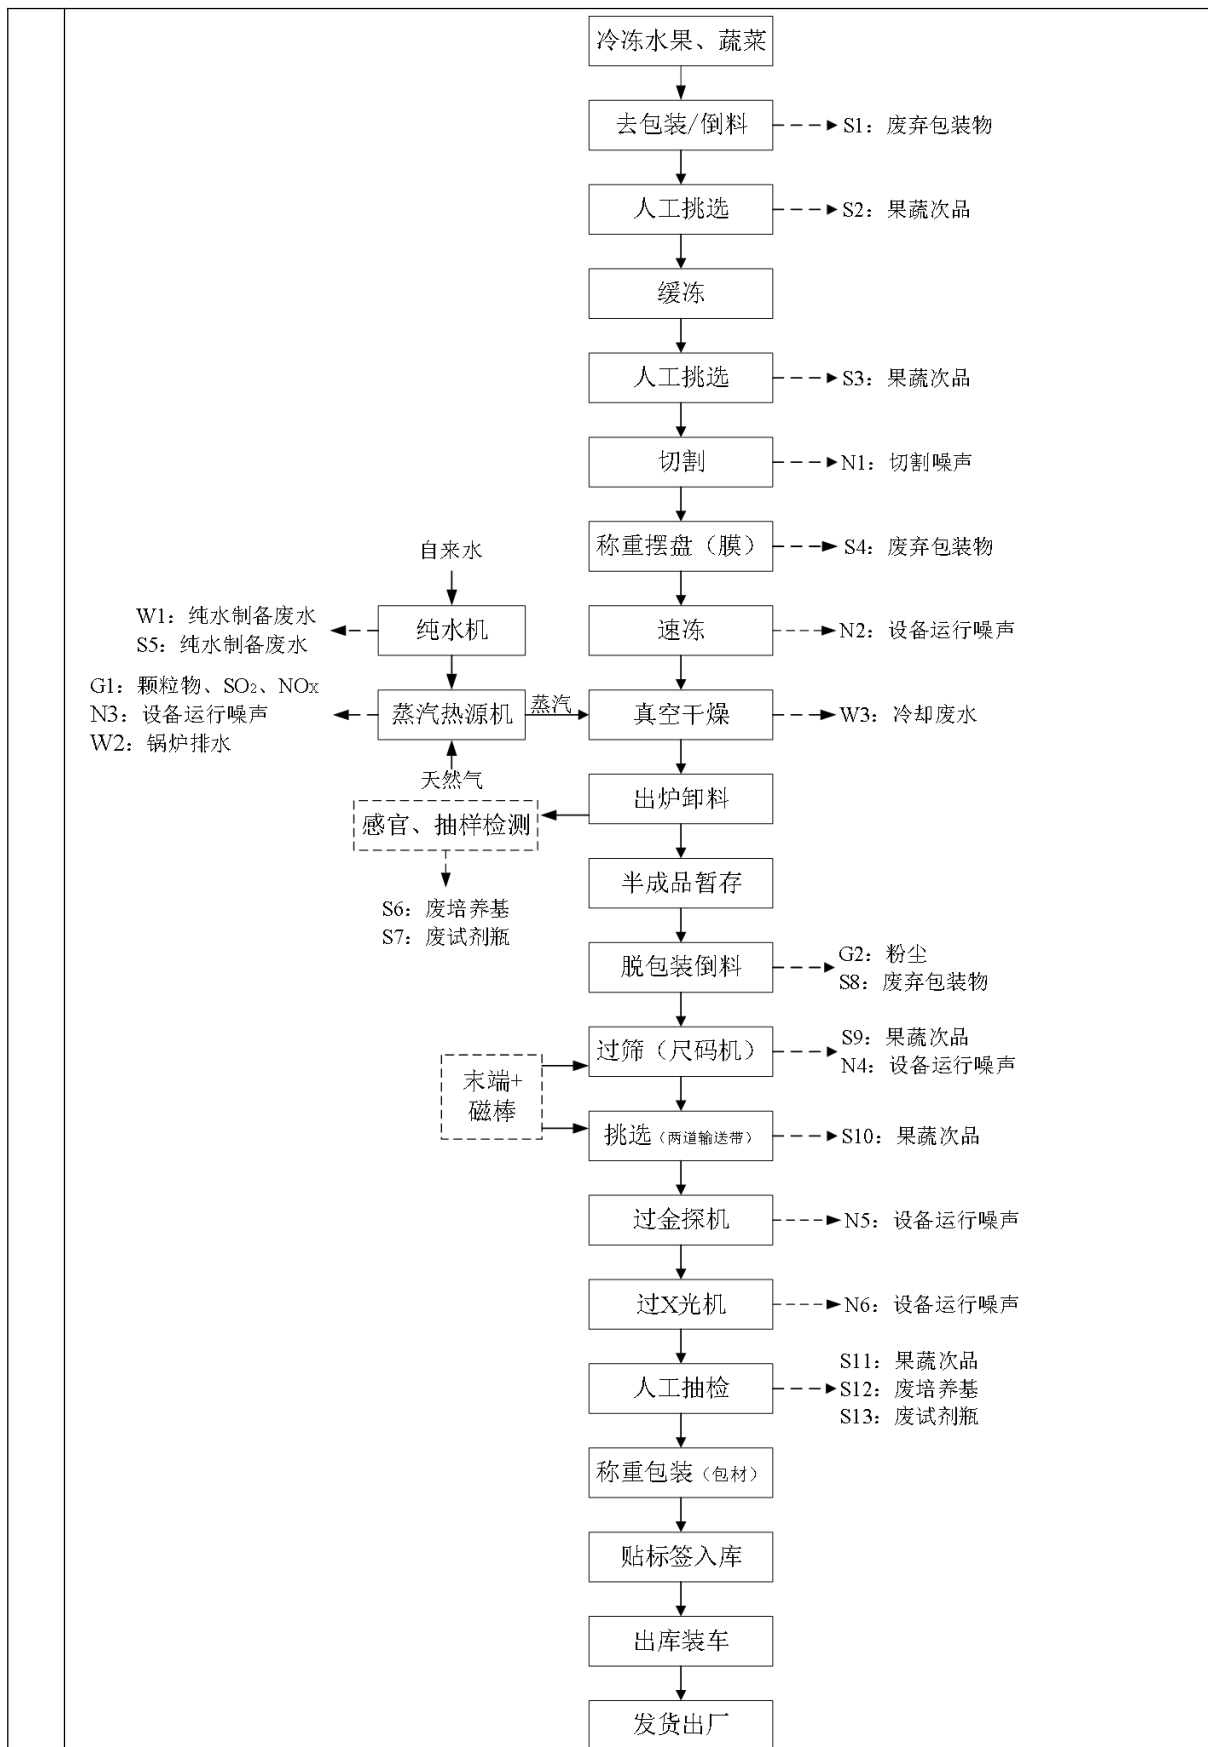 冷冻水果、蔬菜
去包装/倒料
S1：废弃包装物
人工挑选
S2：果蔬次品
缓冻
人工挑选
S3：果蔬次品
切割
N1：切割噪声
称重摆盘（膜）
S4：废弃包装物
自来水
W1：纯水制备废水
S5：纯水制备废水
纯水机
速冻
N2：设备运行噪声
G1：颗粒物、SO₂、NOX
N3：设备运行噪声
W2：锅炉排水
蒸汽热源机
蒸汽
真空干燥
W3：冷却废水
天然气
出炉卸料
感官、抽样检测
半成品暂存
S6：废培养基
S7：废试剂瓶
脱包装倒料
G2：粉尘
S8：废弃包装物
过筛（尺码机）
S9：果蔬次品
N4：设备运行噪声
末端+
磁棒
挑选（两道输送带）
S10：果蔬次品
过金探机
N5：设备运行噪声
过X光机
N6：设备运行噪声
人工抽检
S11：果蔬次品
S12：废培养基
S13：废试剂瓶
称重包装（包材）
贴标签入库
出库装车
发货出厂